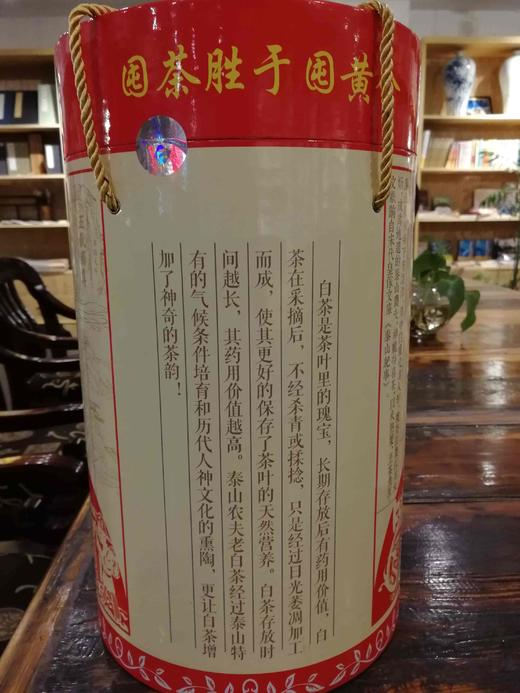 囤茶胜于囤黄
白茶是茶叶里的瑰宝，长期存放后有药用价值，白
茶在采摘后，不经杀青或揉捻，只是经过日光萎凋加工
而成，使其更好的保存了茶叶的天然营养。白茶存放时
间越长，其药用价值越高。泰山农夫老白茶经过泰山特
有的气候条件培育和历代人神文化的熏陶，更让白茶增
加了神奇的茶韵！